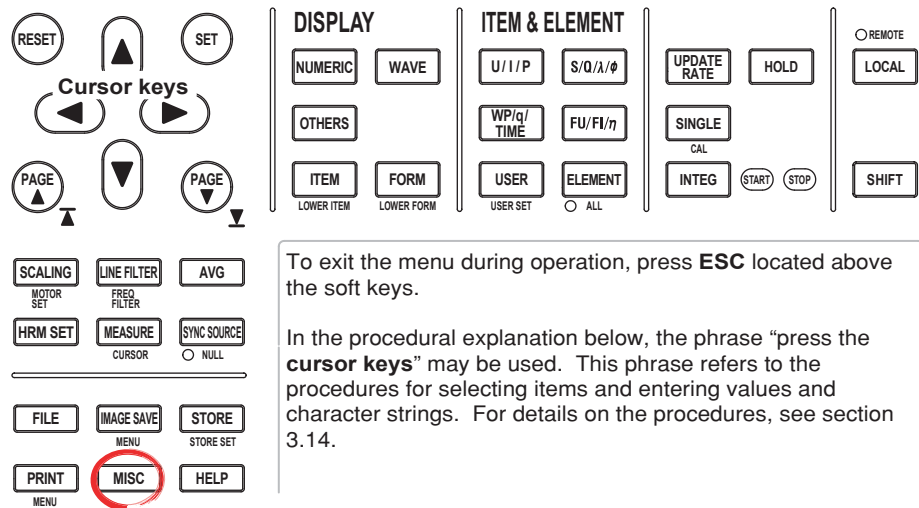 RESET
SET
Cursor keys
PAGE
PAGE
DISPLAY
NUMERIC WAVE
OTHERS
ITEM FORM
LOWER ITEM LOWER FORM
ITEM & ELEMENT
U / I / P S/Q/λ/φ
WP/q/
TIME
FU/FI/η
USER ELEMENT
USER SET ALL
UPDATE
RATE
HOLD
SINGLE
CAL
INTEG START STOP
REMOTE
LOCAL
SHIFT
SCALING LINE FILTER AVG
MOTOR
SET
FREQ
FILTER
HRM SET MEASURE SYNC SOURCE
CURSOR NULL
FILE IMAGE SAVE STORE
MENU STORE SET
PRINT MISC HELP
MENU
To exit the menu during operation, press ESC located above
the soft keys.
In the procedural explanation below, the phrase “press the
cursor keys” may be used. This phrase refers to the
procedures for selecting items and entering values and
character strings. For details on the procedures, see section
3.14.